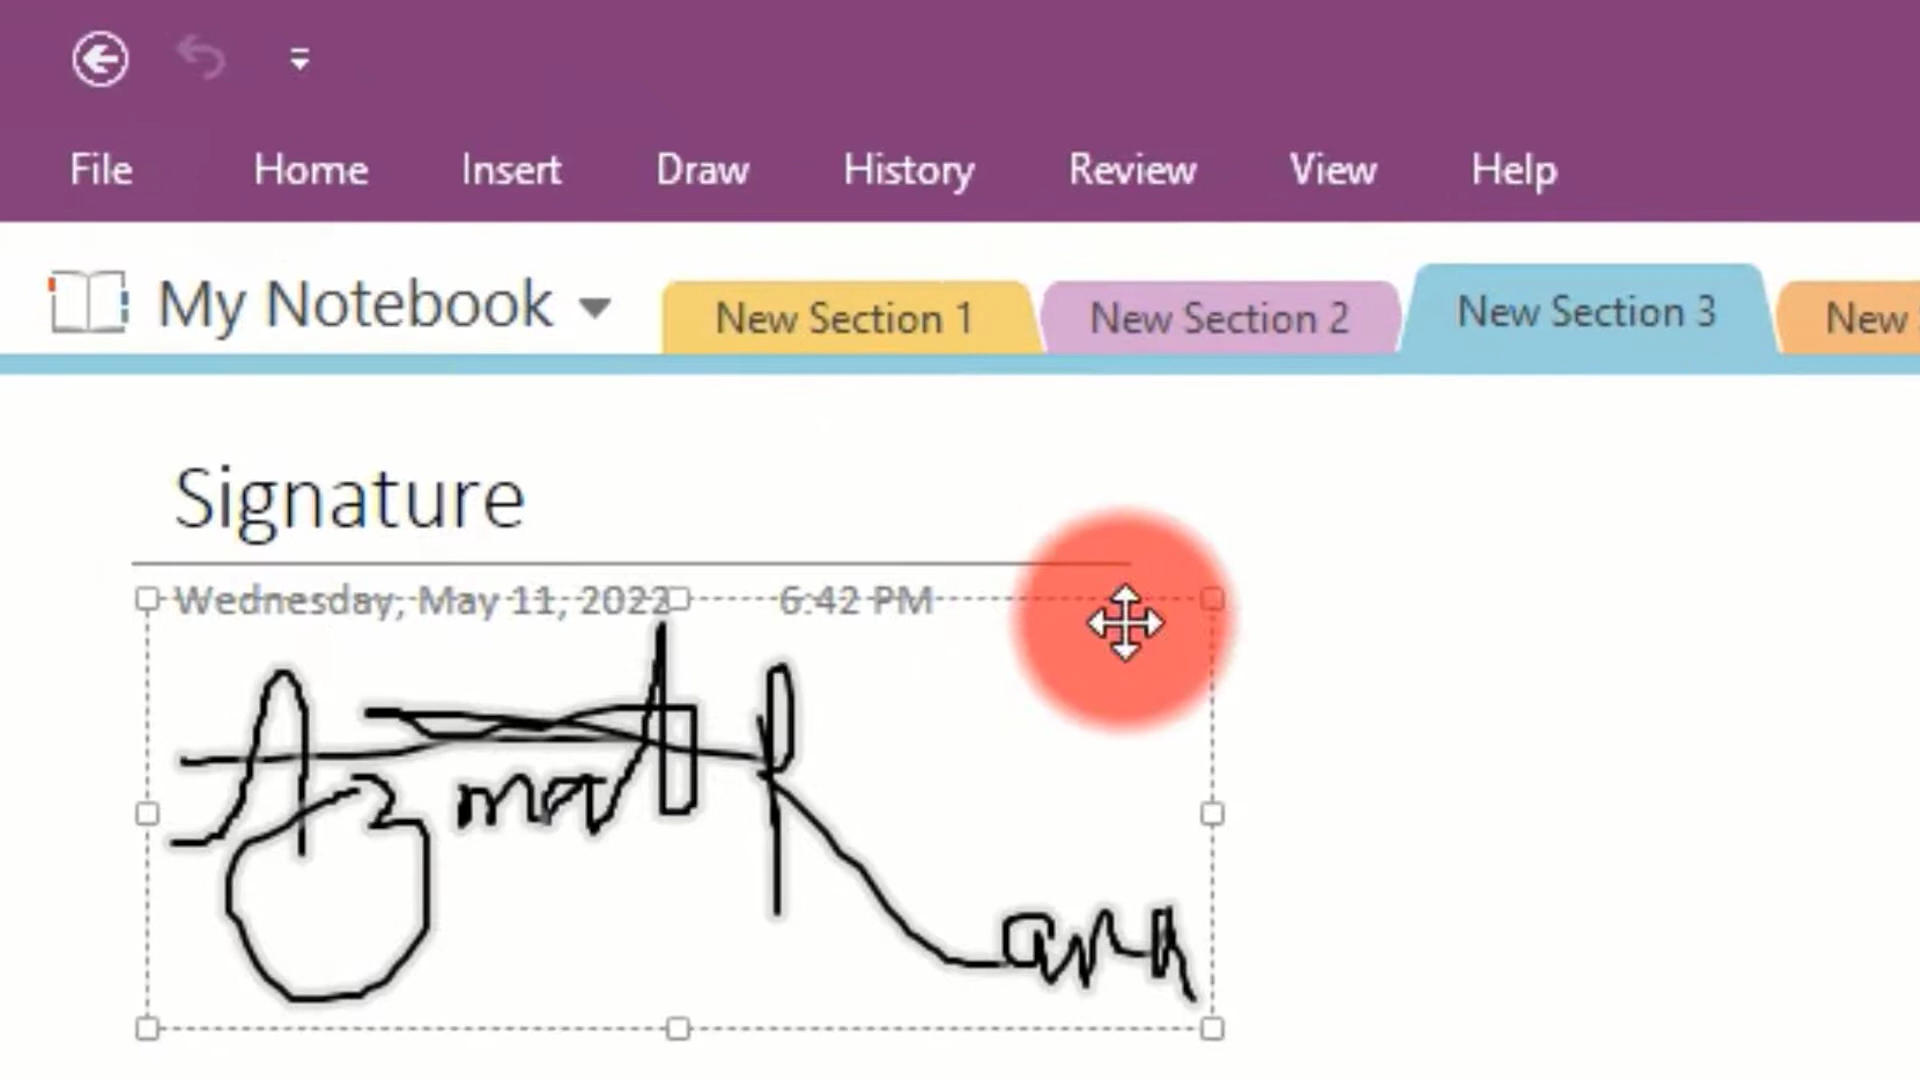 File Home Insert Draw History Review View Help
My Notebook New Section 1 New Section 2 New Section 3 New
Signature
Wednesday, May 11, 2022 6:42 PM